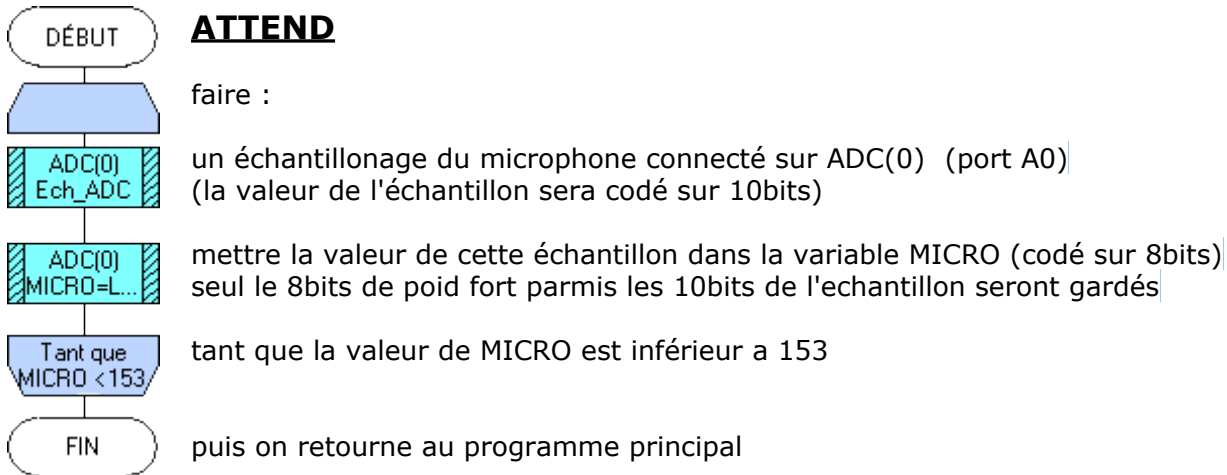 DÉBUT
ATTEND
faire :
ADC(0)
Ech_ADC
un échantillonage du microphone connecté sur ADC(0) (port A0)
(la valeur de l'échantillon sera codé sur 10bits)
ADC(0)
MICRO=L...
mettre la valeur de cette échantillon dans la variable MICRO (codé sur 8bits)
seul le 8bits de poid fort parmis les 10bits de l'echantillon seront gardés
Tant que
MICRO <153
tant que la valeur de MICRO est inférieur a 153
FIN
puis on retourne au programme principal